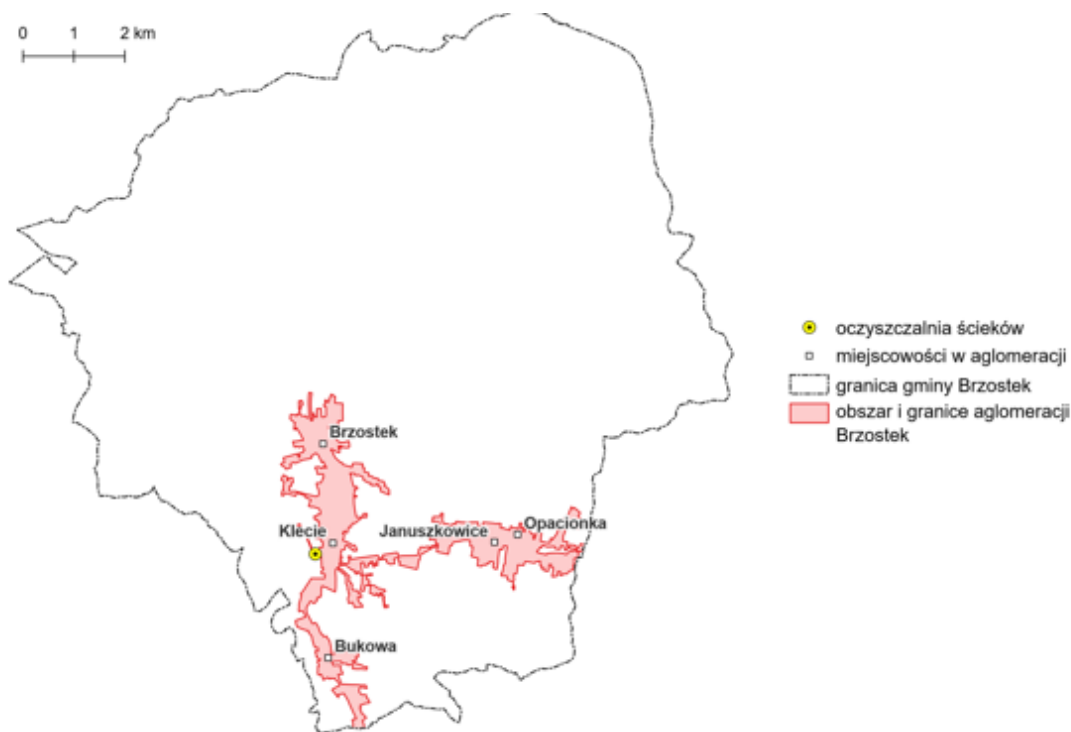 0 1 2 km
Brzostek
Klecie
Januszkowice
Opacionka
Bukowa
oczyszczalnia ścieków
miejscowości w aglomeracji
granica gminy Brzostek
obszar i granice aglomeracji
Brzostek